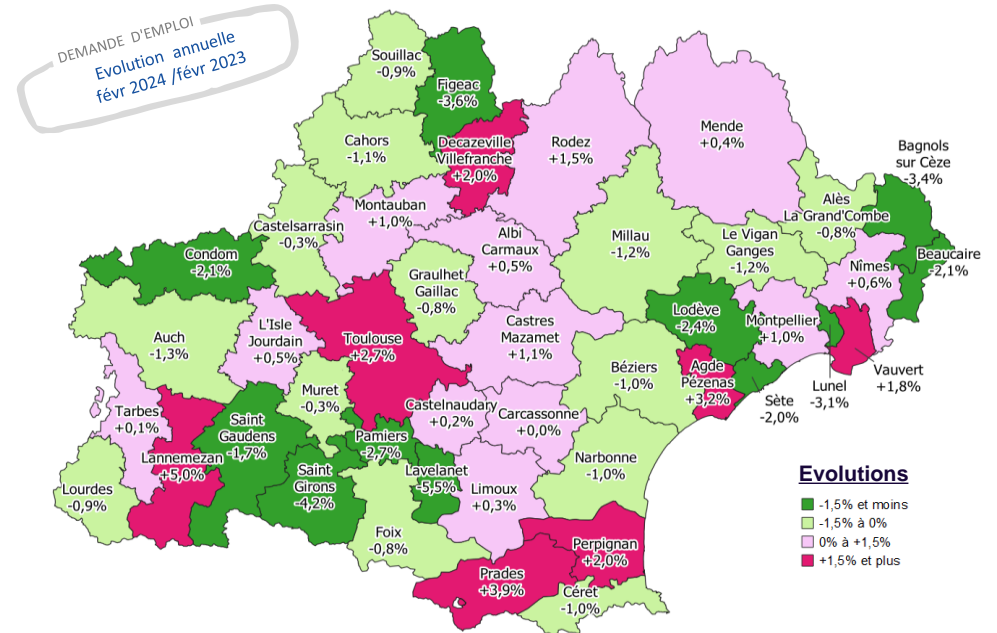 DEMANDE D'EMPLOI
Evolution annuelle
févr 2024 /févr 2023
Souillac
-0,9%
Figeac
-3,6%
Cahors
-1,1%
Decazeville
Villefranche
+2,0%
Rodez
+1,5%
Mende
+0,4%
Bagnols
sur Cèze
-3,4%
Montauban
+1,0%
Castelsarrasin
-0,3%
Albi
Carmaux
+0,5%
Millau
-1,2%
Le Vigan
Ganges
-1,2%
Alès
La Grand'Combe
-0,8%
Beaucaire
-2,1%
Nîmes
+0,6%
Condom
-2,1%
Graulhet
Gaillac
-0,8%
Auch
-1,3%
L'Isle
Jourdain
+0,5%
Toulouse
+2,7%
Castres
Mazamet
+1,1%
Lodève
-2,4%
Montpellier
+1,0%
Béziers
-1,0%
Agde
Pézenas
+3,2%
Sète
-2,0%
Lunel
-3,1%
Vauvert
+1,8%
Muret
-0,3%
Castelnaudary
+0,2%
Carcassonne
+0,0%
Tarbes
+0,1%
Saint
Gaudens
-1,7%
Pamiers
-2,7%
Lannemezan
+5,0%
Saint
Girons
-4,2%
Lavelanet
-5,5%
Limoux
+0,3%
Narbonne
-1,0%
Lourdes
-0,9%
Foix
-0,8%
Perpignan
+2,0%
Prades
+3,9%
Céret
-1,0%
Evolutions
-1,5% et moins
-1,5% à 0%
0% à +1,5%
+1,5% et plus